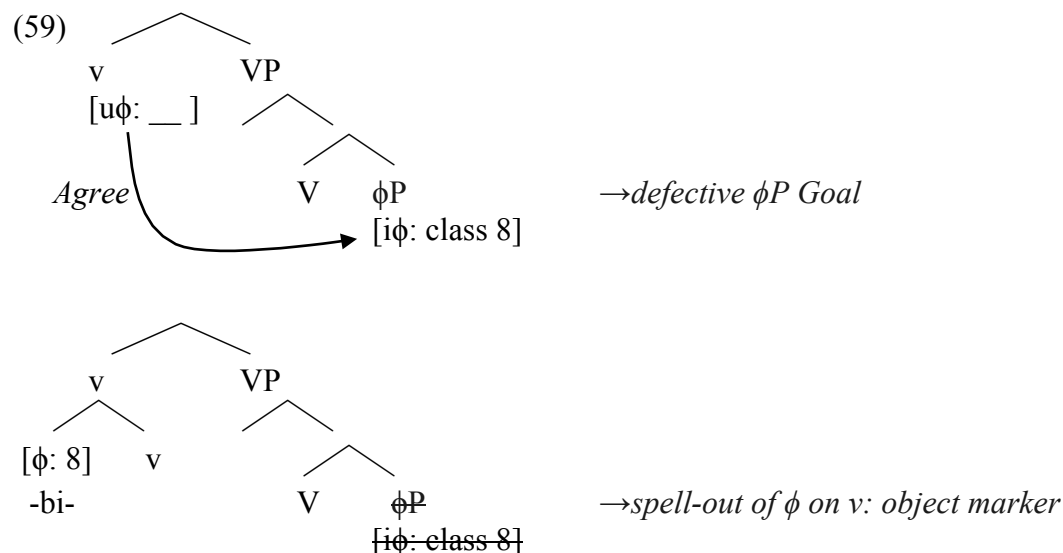 (59)
v VP
[uϕ: __ ]
Agree V ϕP →defective ϕP Goal
[iϕ: class 8]
v VP
[ϕ: 8] v
-bi- V ϕP →spell-out of ϕ on v: object marker
[iϕ: class 8]